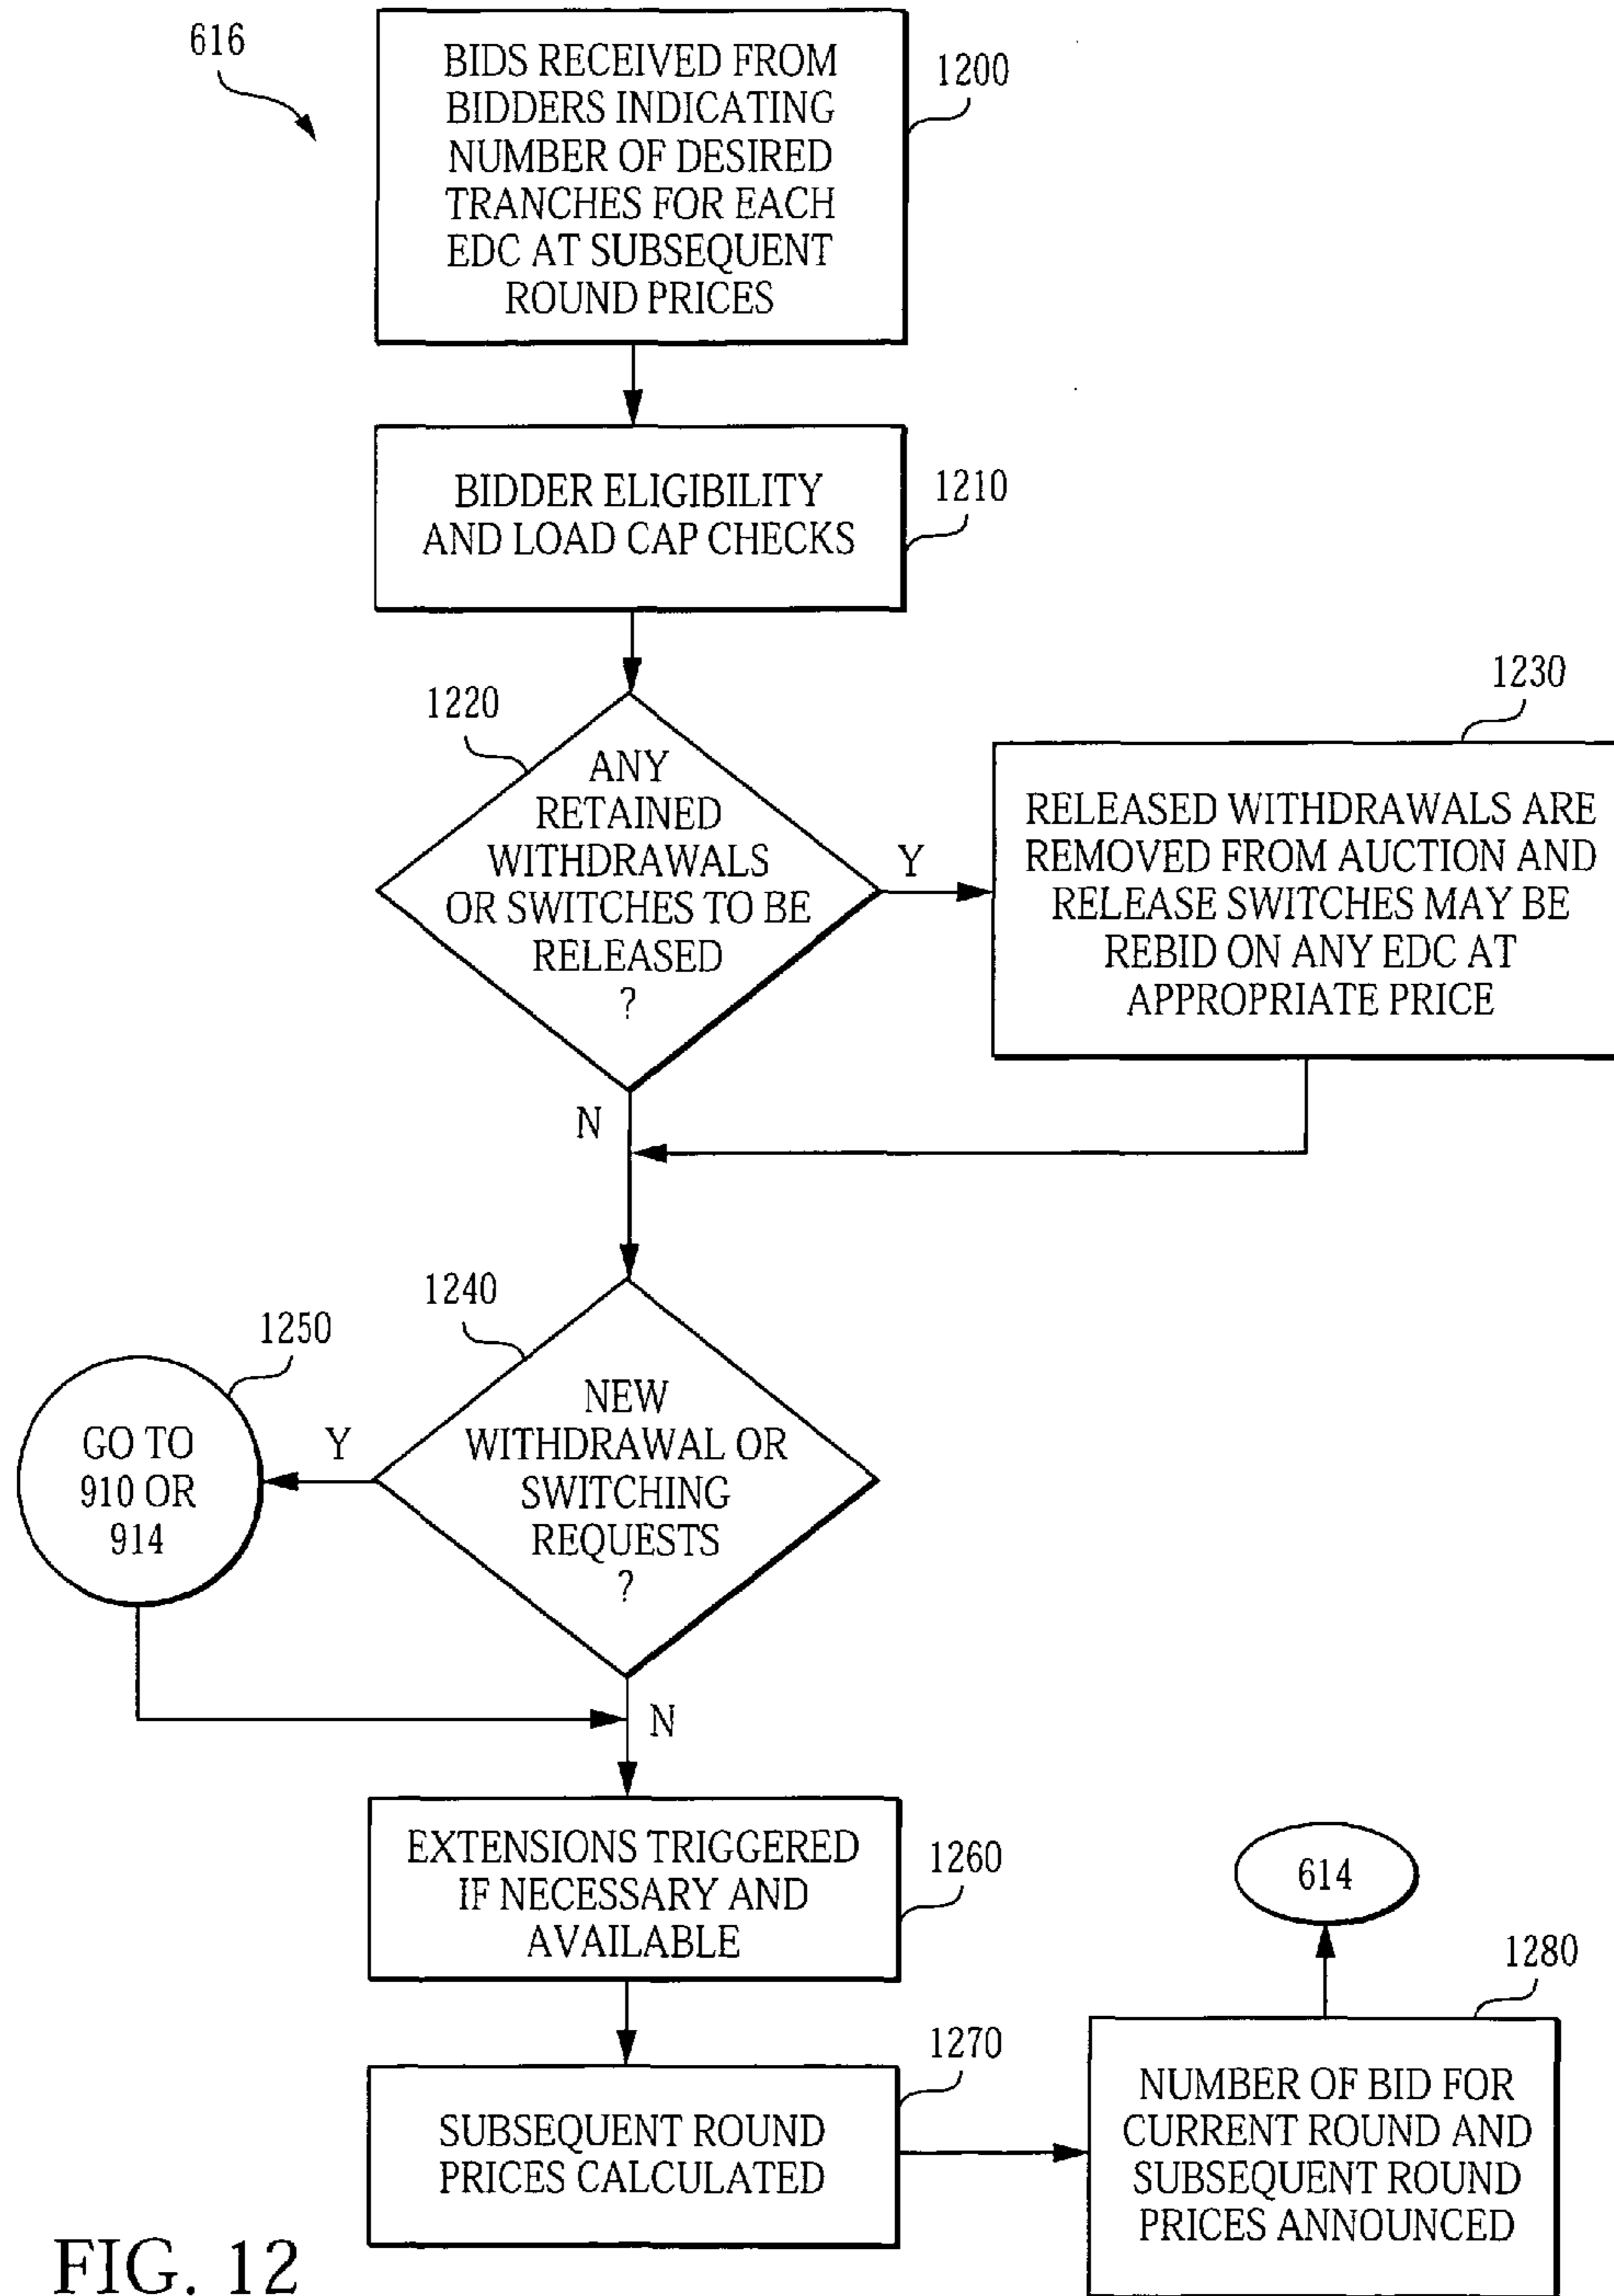 616
BIDS RECEIVED FROM
BIDDERS INDICATING
NUMBER OF DESIRED
TRANCHES FOR EACH
EDC AT SUBSEQUENT
ROUND PRICES
1200
BIDDER ELIGIBILITY
AND LOAD CAP CHECKS
1210
1220
ANY
RETAINED
WITHDRAWALS
OR SWITCHES TO BE
RELEASED
?
Y
N
1230
RELEASED WITHDRAWALS ARE
REMOVED FROM AUCTION AND
RELEASE SWITCHES MAY BE
REBID ON ANY EDC AT
APPROPRIATE PRICE
1240
NEW
WITHDRAWAL OR
SWITCHING
REQUESTS
?
Y
N
1250
GO TO
910 OR
914
EXTENSIONS TRIGGERED
IF NECESSARY AND
AVAILABLE
1260
SUBSEQUENT ROUND
PRICES CALCULATED
1270
614
1280
NUMBER OF BID FOR
CURRENT ROUND AND
SUBSEQUENT ROUND
PRICES ANNOUNCED
FIG. 12